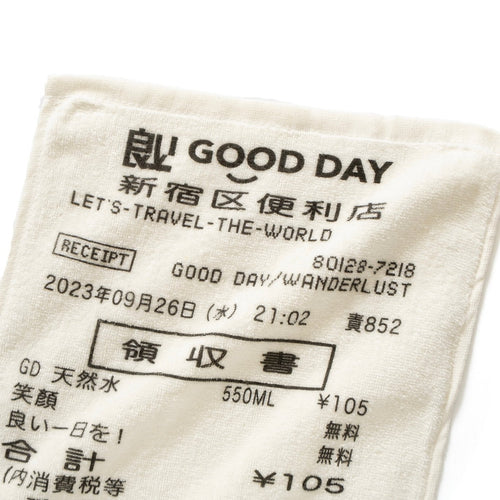 良い GOOD DAY
新宿区便利店
LET'S-TRAVEL-THE-WORLD
RECEIPT
80128-7218
GOOD DAY/WANDERLUST
2023年09月26日(水) 21:02 責852
領収書
GD 天然水 550ML ¥105
笑顔 無料
良い一日を! 無料
合計 ¥105
(内消費税等